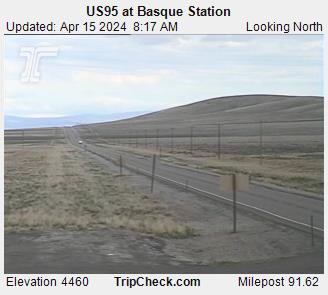 US95 at Basque Station
Updated: Apr 15 2024 8:17 AM Looking North
Elevation 4460 TripCheck.com Milepost 91.62